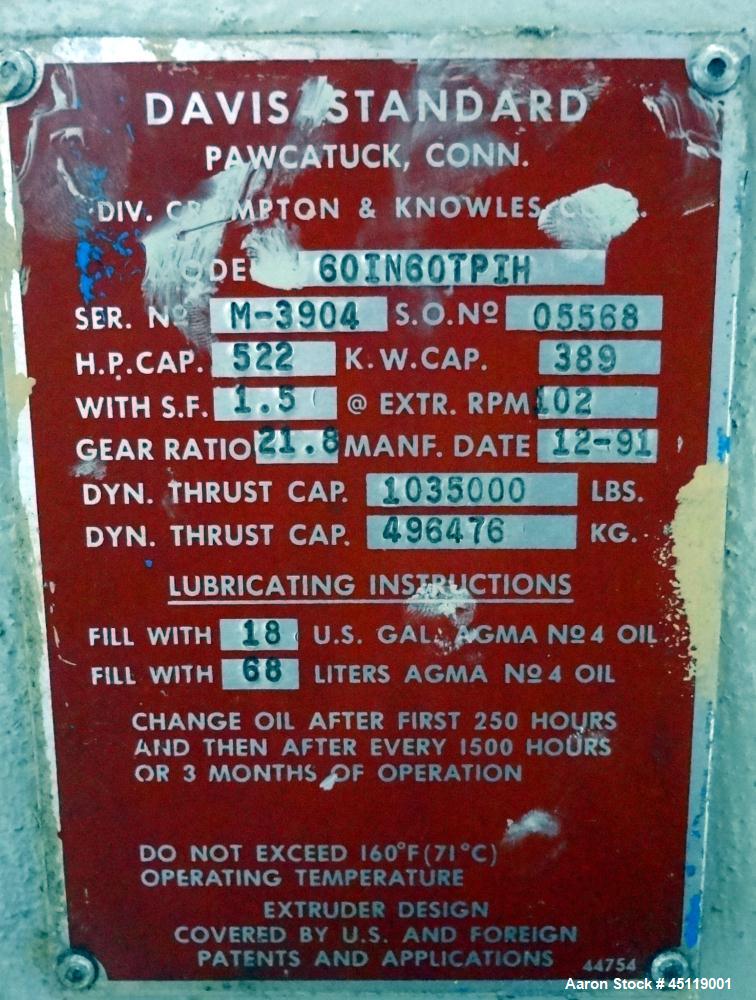 DAVIS STANDARD
PAWCATUCK, CONN.
DIV. & KNOWLES
60IN60TPIH
SER. Nº M-3904 S.O.Nº 05568
H.P.CAP. 522 K.W.CAP. 389
WITH S.F. 1.5 @ EXTR. RPM 102
GEAR RATIO 21.8 MANF. DATE 12-91
DYN. THRUST CAP. 1035000 LBS.
DYN. THRUST CAP. 496476 KG.
LUBRICATING INSTRUCTIONS
FILL WITH 18 U.S. GAL. AGMA Nº4 OIL
FILL WITH 68 LITERS AGMA Nº4 OIL
CHANGE OIL AFTER FIRST 250 HOURS
AND THEN AFTER EVERY 1500 HOURS
OR 3 MONTHS OF OPERATION
DO NOT EXCEED 160°F(71°C)
OPERATING TEMPERATURE
EXTRUDER DESIGN
COVERED BY U.S. AND FOREIGN
PATENTS AND APPLICATIONS
44754
Aaron Stock # 45119001